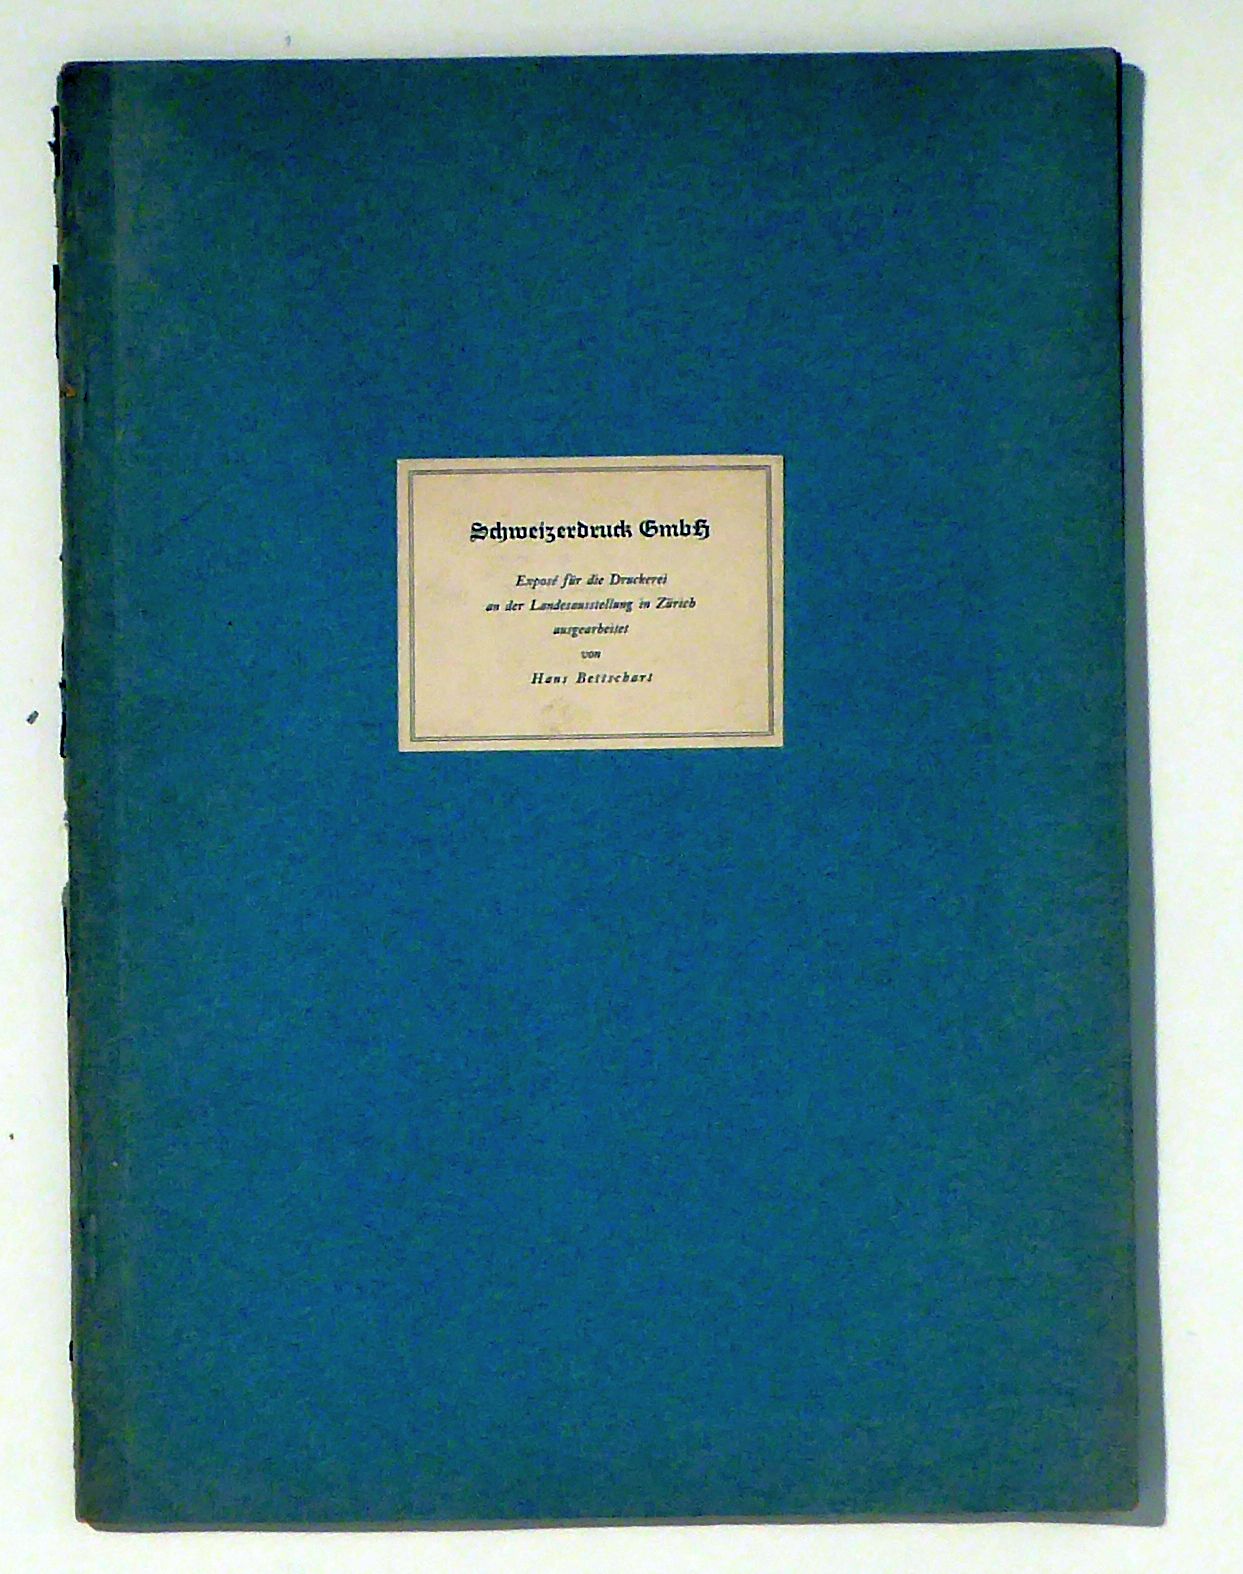 Schweizerdruck GmbH
Exposé für die Druckerei
an der Landesausstellung in Zürich
ausgearbeitet
von
Hans Bettschart